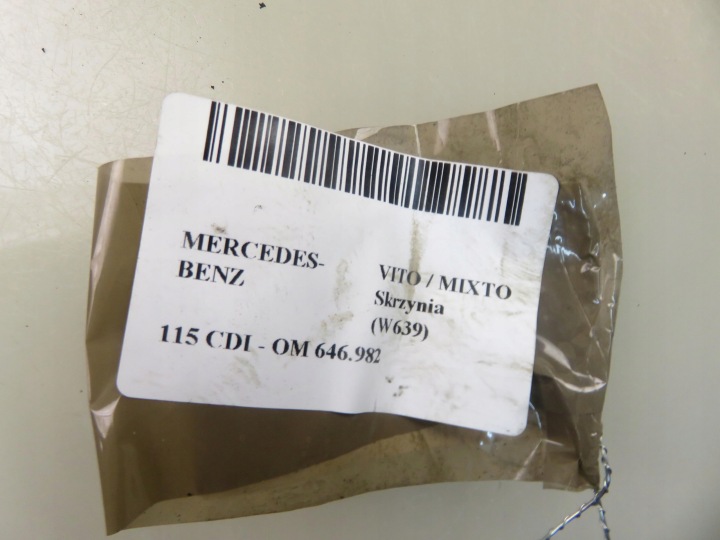 MERCEDES-
BENZ
VITO / MIXTO
Skrzynia
(W639)
115 CDI - OM 646.982